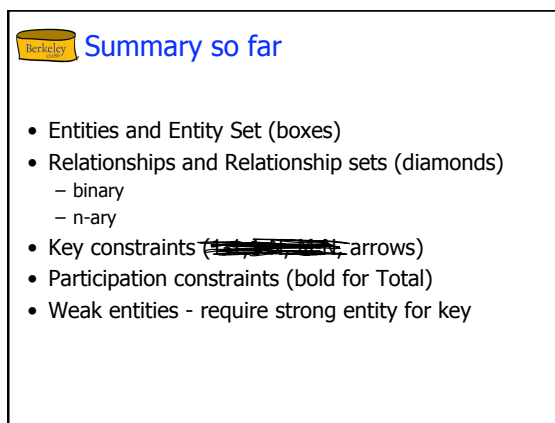 Berkeley
Summary so far
• Entities and Entity Set (boxes)
• Relationships and Relationship sets (diamonds)
– binary
– n-ary
• Key constraints ( arrows)
• Participation constraints (bold for Total)
• Weak entities - require strong entity for key